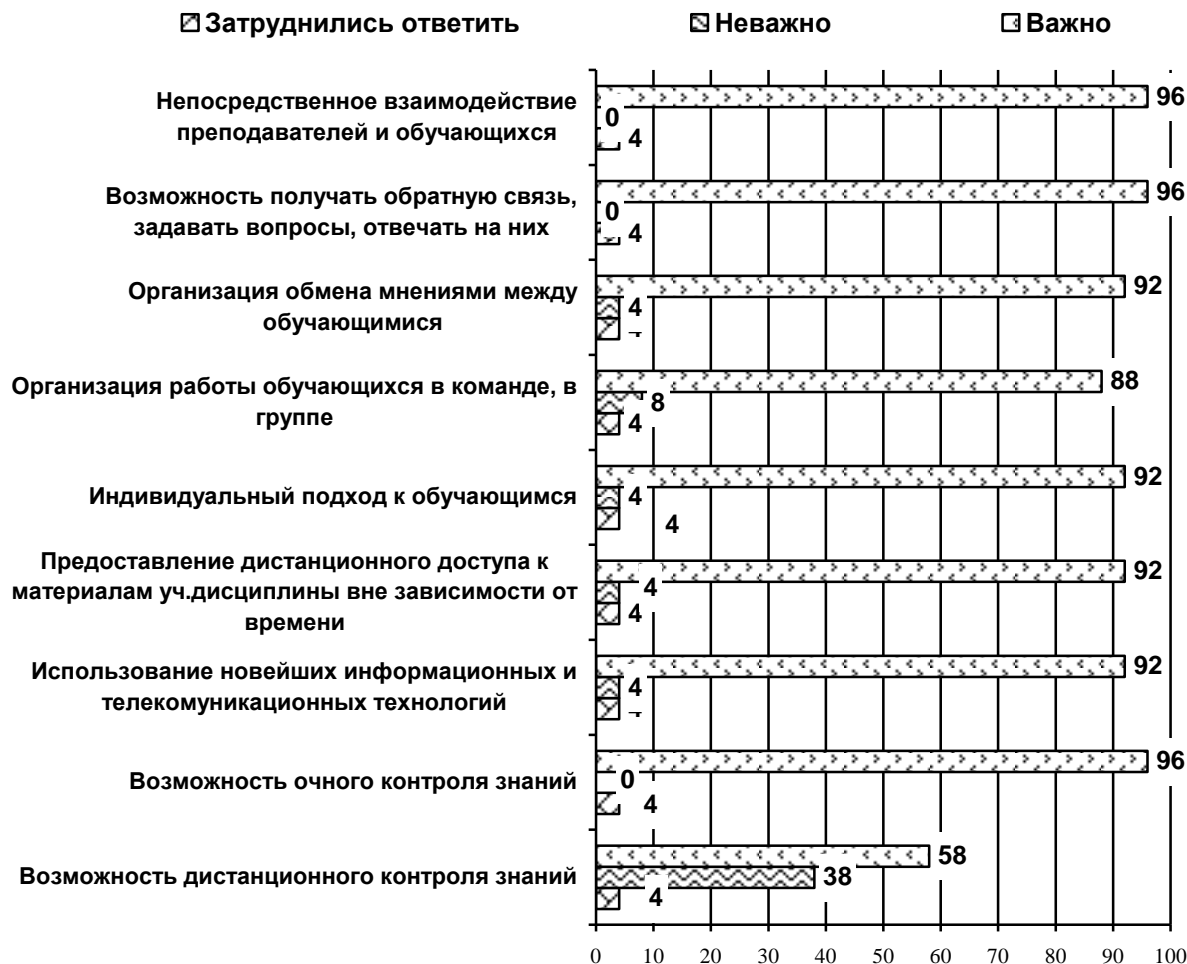 Затруднились ответить Неважно Важно
Непосредственное взаимодействие
преподавателей и обучающихся
96
0
4
Возможность получать обратную связь,
задавать вопросы, отвечать на них
96
0
4
Организация обмена мнениями между
обучающимися
92
4
Организация работы обучающихся в команде, в
группе
88
8
4
Индивидуальный подход к обучающимся
92
4
4
Предоставление дистанционного доступа к
материалам уч.дисциплины вне зависимости от
времени
92
4
4
Использование новейших информационных и
телекомуникационных технологий
92
4
Возможность очного контроля знаний
96
0
4
Возможность дистанционного контроля знаний
58
38
4
0 10 20 30 40 50 60 70 80 90 100